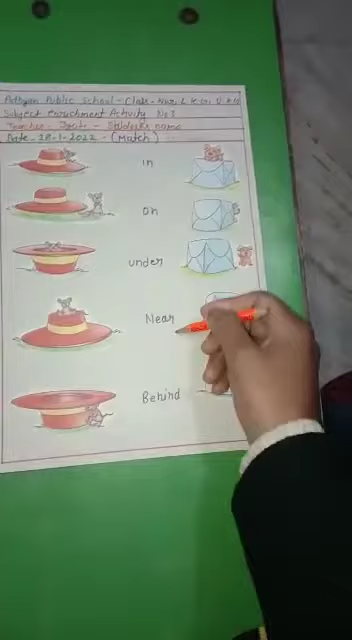 Public School - Class - Nur, L.K.G, U.K.G
Subject Enrichment Activity No 3
Teacher - Jyoti - Student name
Date - 28-1-2022 - (Match)
in
on
under
Near
Behind